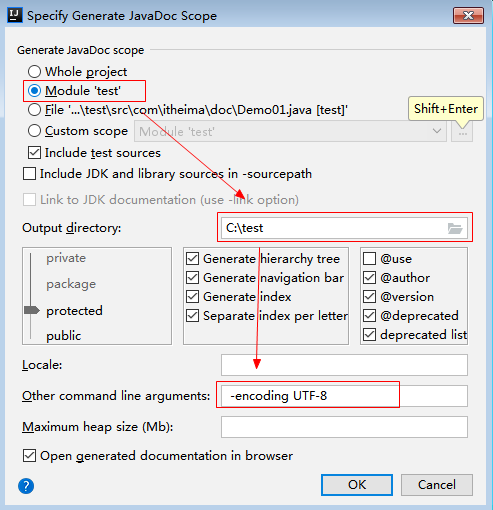 Specify Generate JavaDoc Scope
Generate JavaDoc scope
Whole project
Module 'test'
File '...\test\src\com\itheima\doc\Demo01.java [test]'
Shift+Enter
Custom scope Module 'test' ...
Include test sources
Include JDK and library sources in -sourcepath
Link to JDK documentation (use -link option)
Output directory: C:\test
private
package
protected
public
Generate hierarchy tree
Generate navigation bar
Generate index
Separate index per letter
@use
@author
@version
@deprecated
deprecated list
Locale:
Other command line arguments: -encoding UTF-8
Maximum heap size (Mb):
Open generated documentation in browser
? OK Cancel